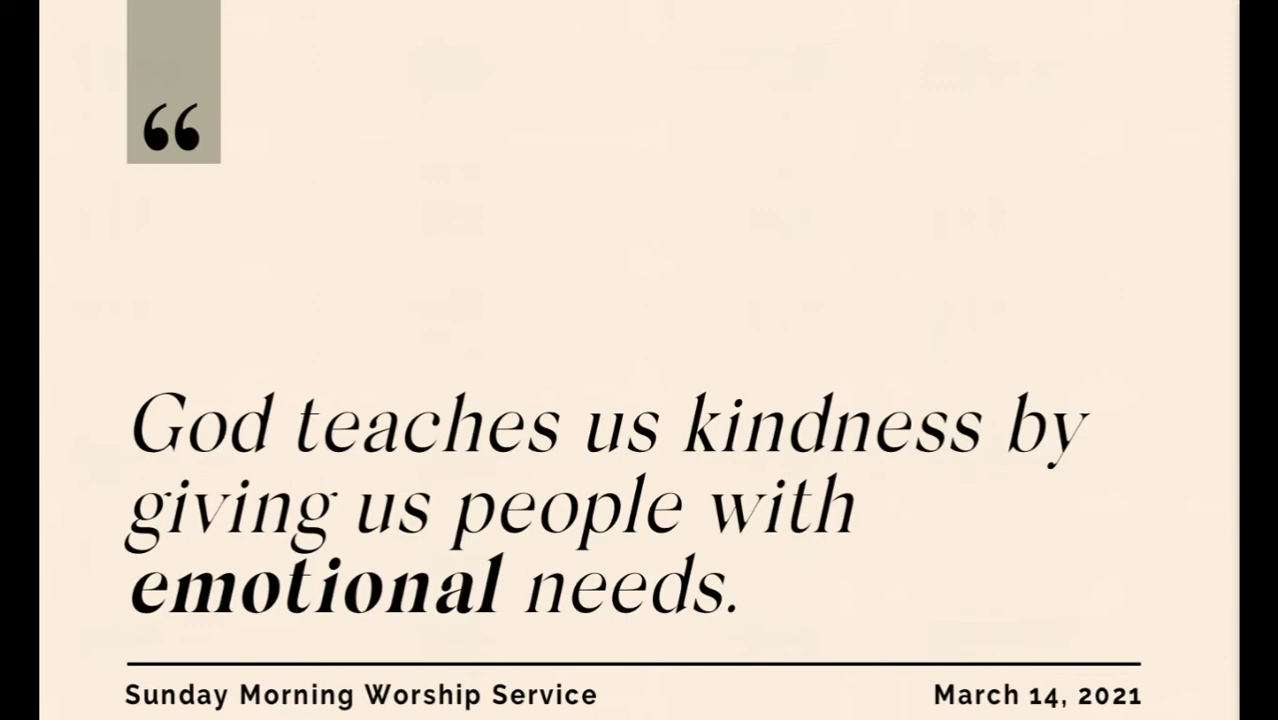 “
God teaches us kindness by
giving us people with
emotional needs.
Sunday Morning Worship Service
March 14, 2021